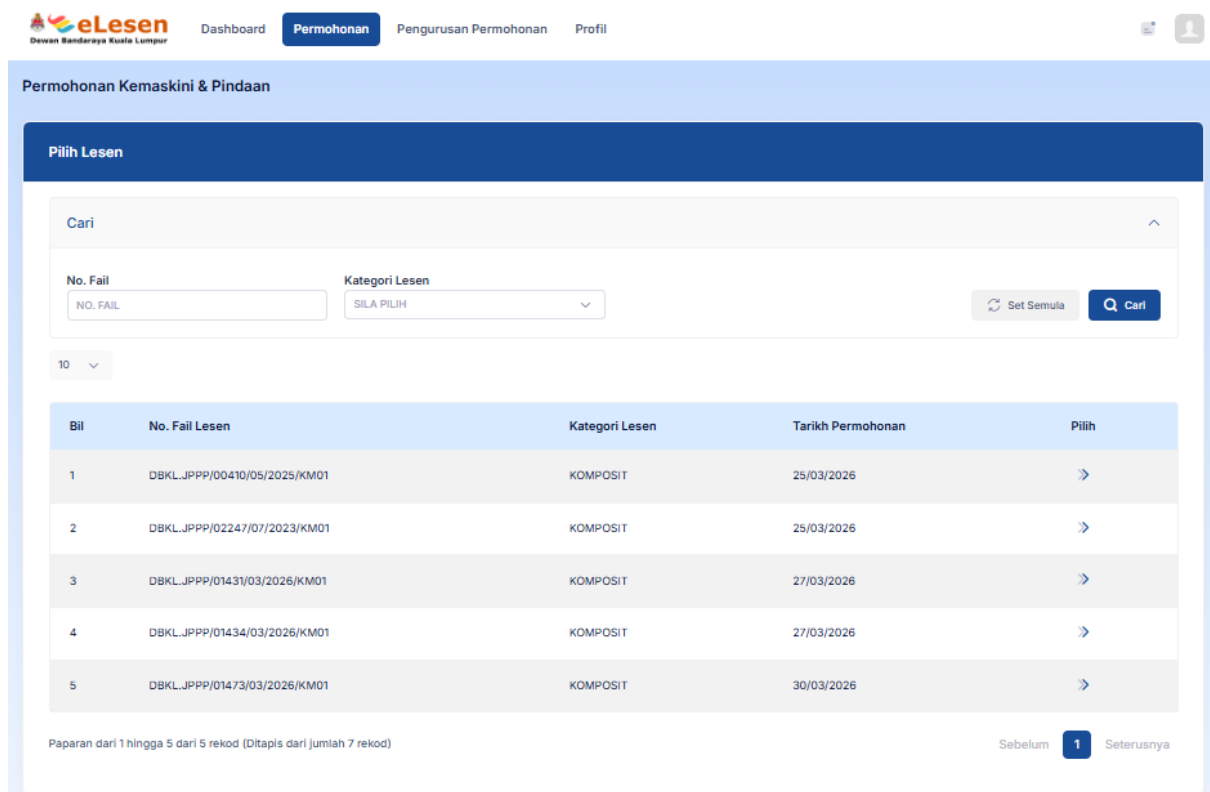 eLesen
Dewan Bandaraya Kuala Lumpur
Dashboard Permohonan Pengurusan Permohonan Profil
Permohonan Kemaskini & Pindaan
Pilih Lesen
Cari
No. Fail Kategori Lesen
NO. FAIL SILA PILIH Set Semula Cari
10
Bil No. Fail Lesen Kategori Lesen Tarikh Permohonan Pilih
1 DBKL.JPPP/00410/05/2025/KM01 KOMPOSIT 25/03/2026
2 DBKL.JPPP/02247/07/2023/KM01 KOMPOSIT 25/03/2026
3 DBKL.JPPP/01431/03/2026/KM01 KOMPOSIT 27/03/2026
4 DBKL.JPPP/01434/03/2026/KM01 KOMPOSIT 27/03/2026
5 DBKL.JPPP/01473/03/2026/KM01 KOMPOSIT 30/03/2026
Paparan dari 1 hingga 5 dari 5 rekod (Ditapis dari jumlah 7 rekod) Sebelum 1 Seterusnya